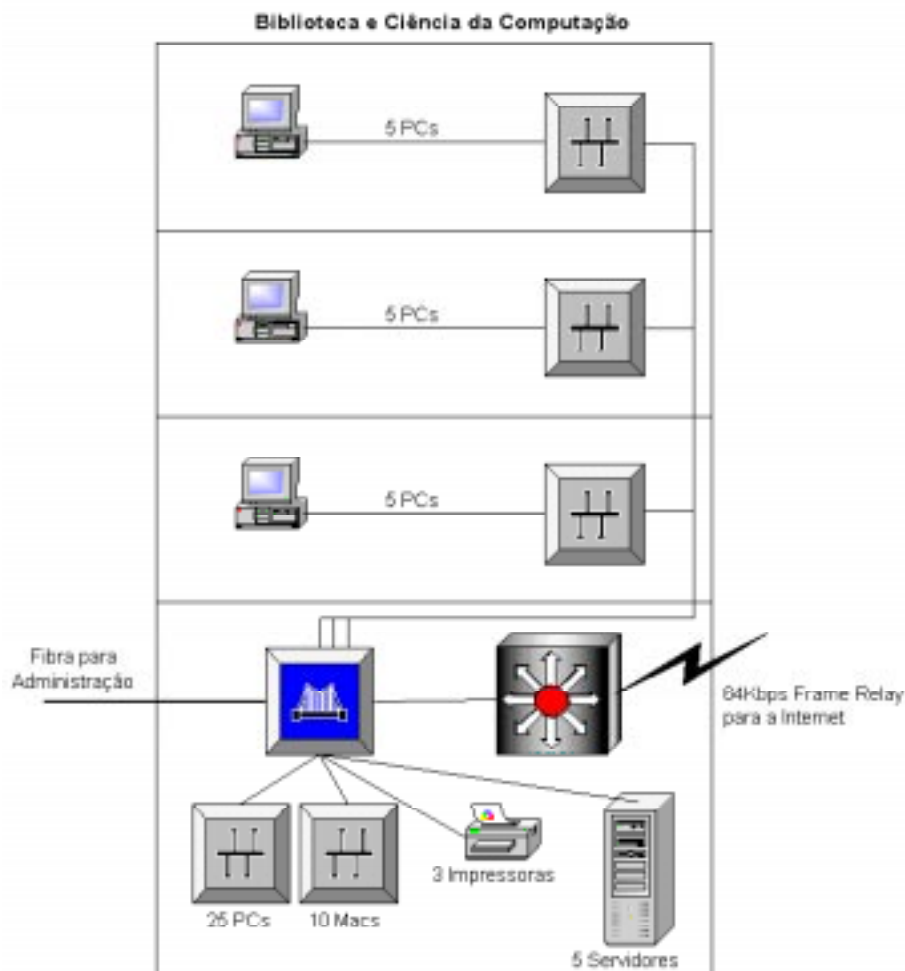 Biblioteca e Ciência da Computação
5 PCs
5 PCs
5 PCs
Fibra para
Administração
64Kbps Frame Relay
para a Internet
25 PCs
10 Macs
3 Impressoras
5 Servidores